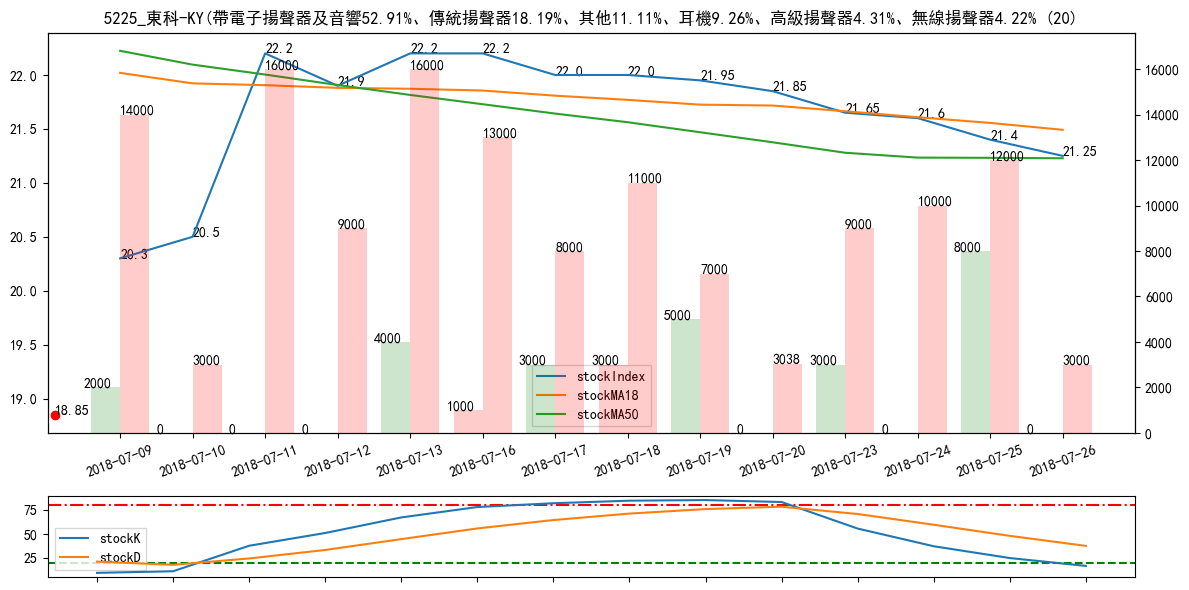 5225_東科-KY(帶電子揚聲器及音響52.91%、傳統揚聲器18.19%、其他11.11%、耳機9.26%、高級揚聲器4.31%、無線揚聲器4.22% (20)
22.2 22.2 22.2
22.0 16000 16000 22.0 22.0 21.95 16000
21.9 21.85
14000 21.65 21.6 14000
21.5 13000 21.4
12000 21.25 12000
21.0 11000
20.5 20.5 9000 9000 10000 10000
20.3 8000 8000 8000
20.0 7000
6000
19.5 5000
4000 4000
3000 3000 3000 3038 3000 3000
19.0 2000 1000 stockIndex 2000
18.85 stockMA18
0 0 0 stockMA50 0 0 0 0
2018-07-09 2018-07-10 2018-07-11 2018-07-12 2018-07-13 2018-07-16 2018-07-17 2018-07-18 2018-07-19 2018-07-20 2018-07-23 2018-07-24 2018-07-25 2018-07-26
75
50 stockK
25 stockD